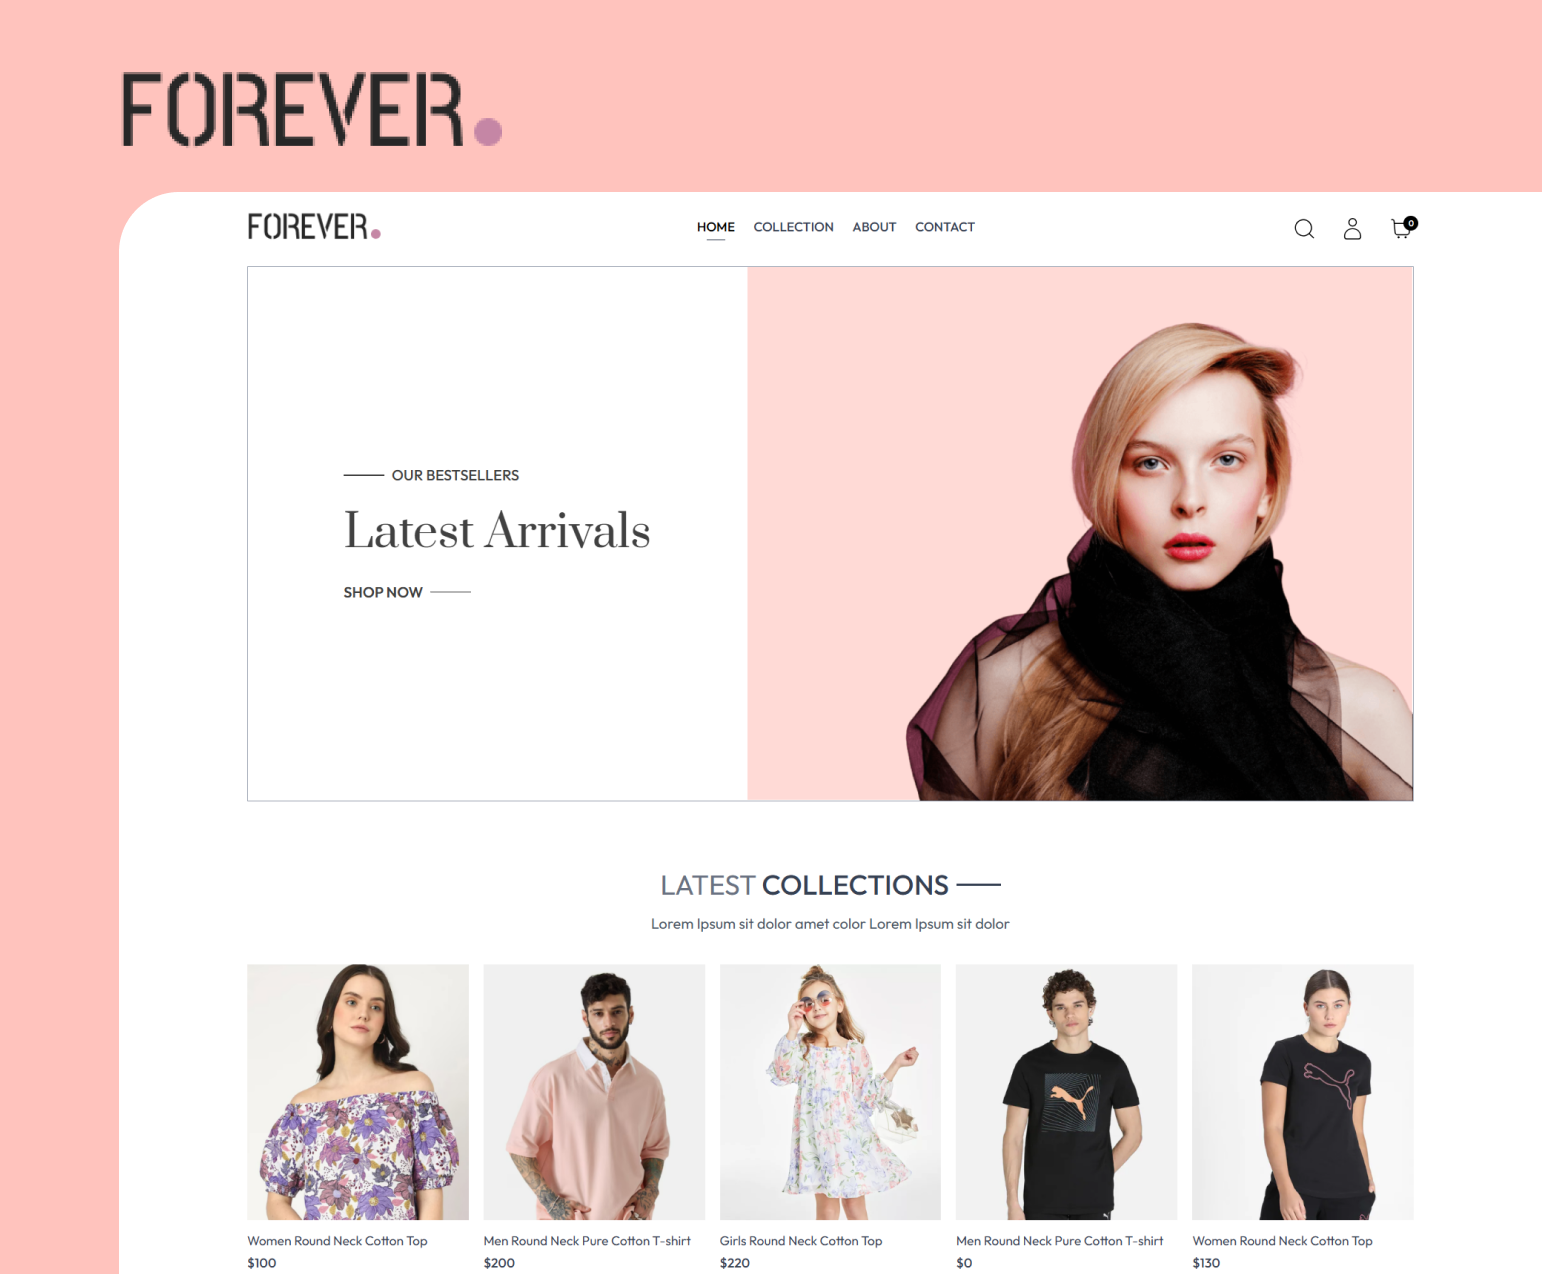 FOREVER.
FOREVER.
HOME COLLECTION ABOUT CONTACT
0
OUR BESTSELLERS
Latest Arrivals
SHOP NOW
LATEST COLLECTIONS
Lorem Ipsum sit dolor amet color Lorem Ipsum sit dolor
Women Round Neck Cotton Top
$100
Men Round Neck Pure Cotton T-shirt
$200
Girls Round Neck Cotton Top
$220
Men Round Neck Pure Cotton T-shirt
$0
Women Round Neck Cotton Top
$130